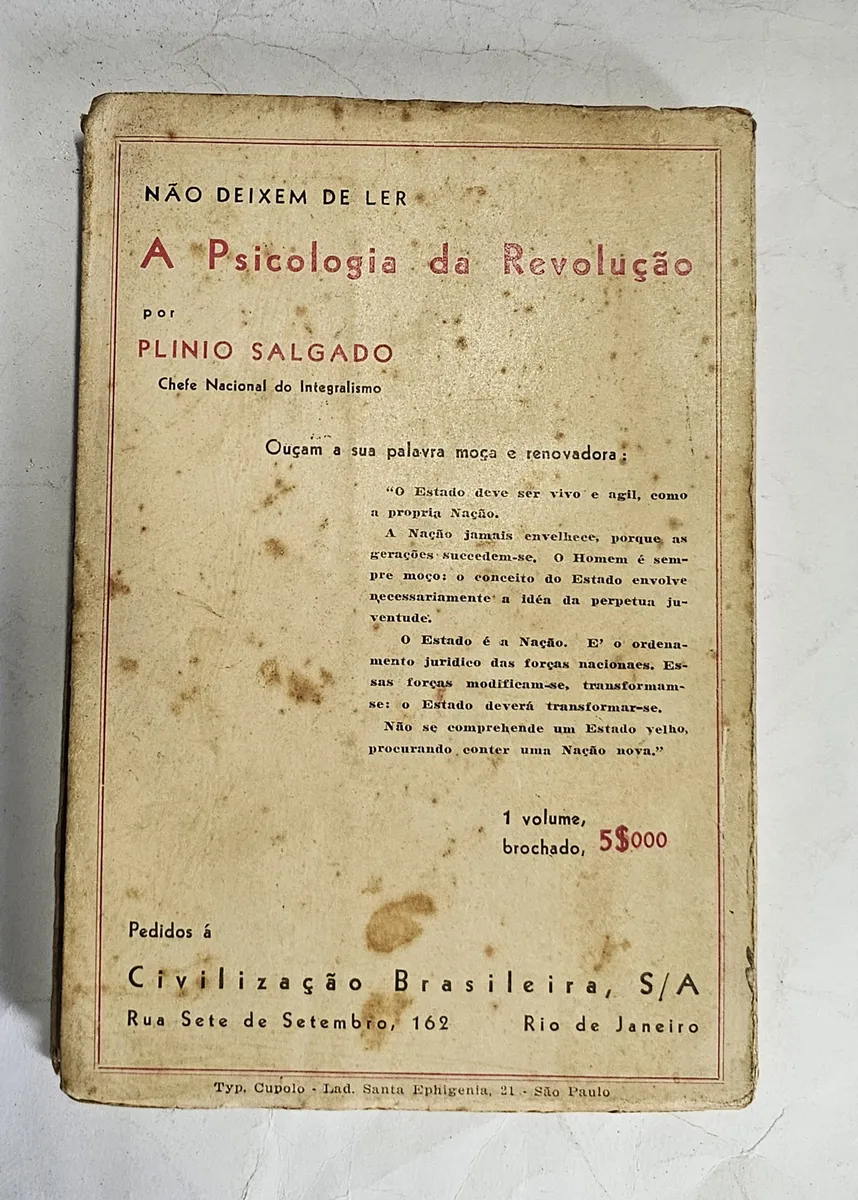 NÃO DEIXEM DE LER
A Psicologia da Revolução
por
PLINIO SALGADO
Chefe Nacional do Integralismo
Ouçam a sua palavra moça e renovadora:
"O Estado deve ser vivo e agil, como
a propria Nação.
A Nação jamais envelhece, porque as
gerações succedem-se. O Homem é sem-
pre moço: o conceito do Estado envolve
necessariamente a idéa da perpetua ju-
ventude.
O Estado é a Nação. E' o ordena-
mento juridico das forças nacionaes. Es-
sas forças modificam-se, transformam-
se: o Estado deverá transformar-se.
Não se comprehende um Estado velho,
procurando conter uma Nação nova."
1 volume,
brochado, 5$000
Pedidos á
Civilização Brasileira, S/A
Rua Sete de Setembro, 162 Rio de Janeiro
Typ. Cupolo - Lad. Santa Ephigenia, 21 - São Paulo